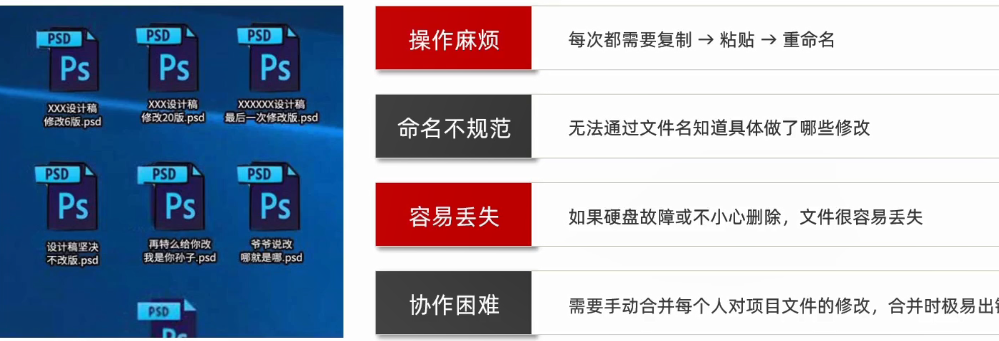 PSD
Ps
XXX设计稿
修改6版.psd
PSD
Ps
XXX设计稿
修改20版.psd
PSD
Ps
XXXXXX设计稿
最后一次修改版.psd
PSD
Ps
设计稿坚决
不改版.psd
PSD
Ps
再特么给你改
我是你孙子.psd
PSD
Ps
爷爷说改
哪就是哪.psd
PSD
Ps
操作麻烦
每次都需要复制 → 粘贴 → 重命名
命名不规范
无法通过文件名知道具体做了哪些修改
容易丢失
如果硬盘故障或不小心删除，文件很容易丢失
协作困难
需要手动合并每个人对项目文件的修改，合并时极易出